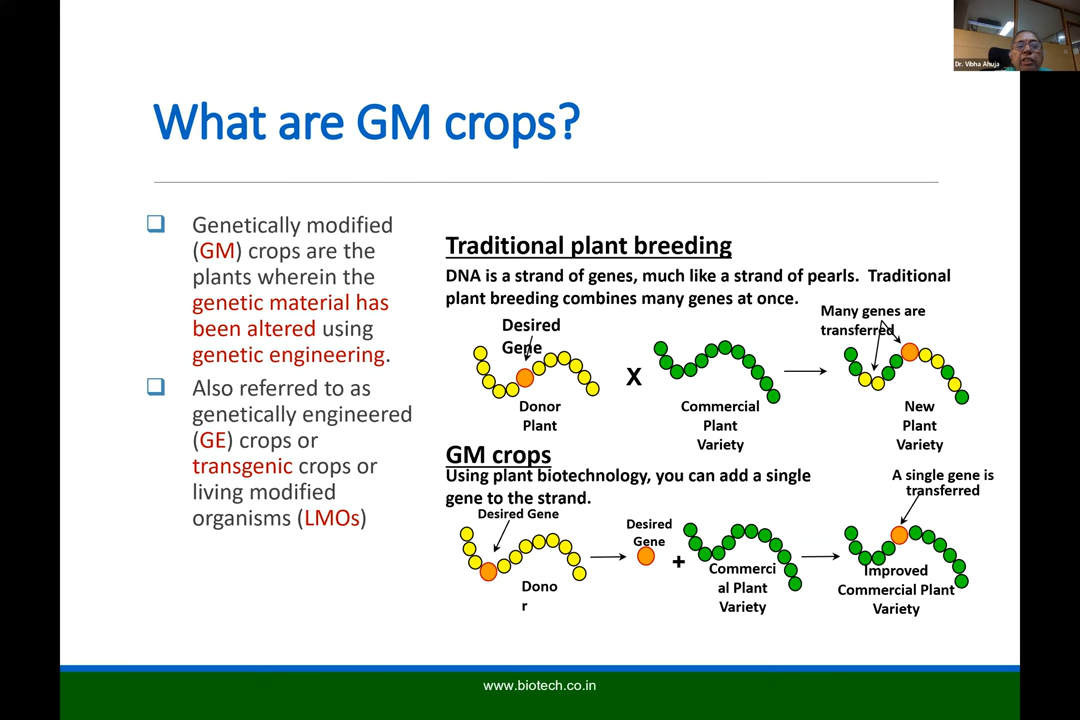 Dr. Vibha Ahuja
What are GM crops?
Genetically modified
(GM) crops are the
plants wherein the
genetic material has
been altered using
genetic engineering.
Also referred to as
genetically engineered
(GE) crops or
transgenic crops or
living modified
organisms (LMOs)
Traditional plant breeding
DNA is a strand of genes, much like a strand of pearls. Traditional
plant breeding combines many genes at once.
Many genes are
transferred
Desired
Gene
X
Donor
Plant
Commercial
Plant
Variety
New
Plant
Variety
GM crops
Using plant biotechnology, you can add a single
gene to the strand.
A single gene is
transferred
Desired Gene
Desired
Gene
+
Dono
r
Commerci
al Plant
Variety
Improved
Commercial Plant
Variety
www.biotech.co.in